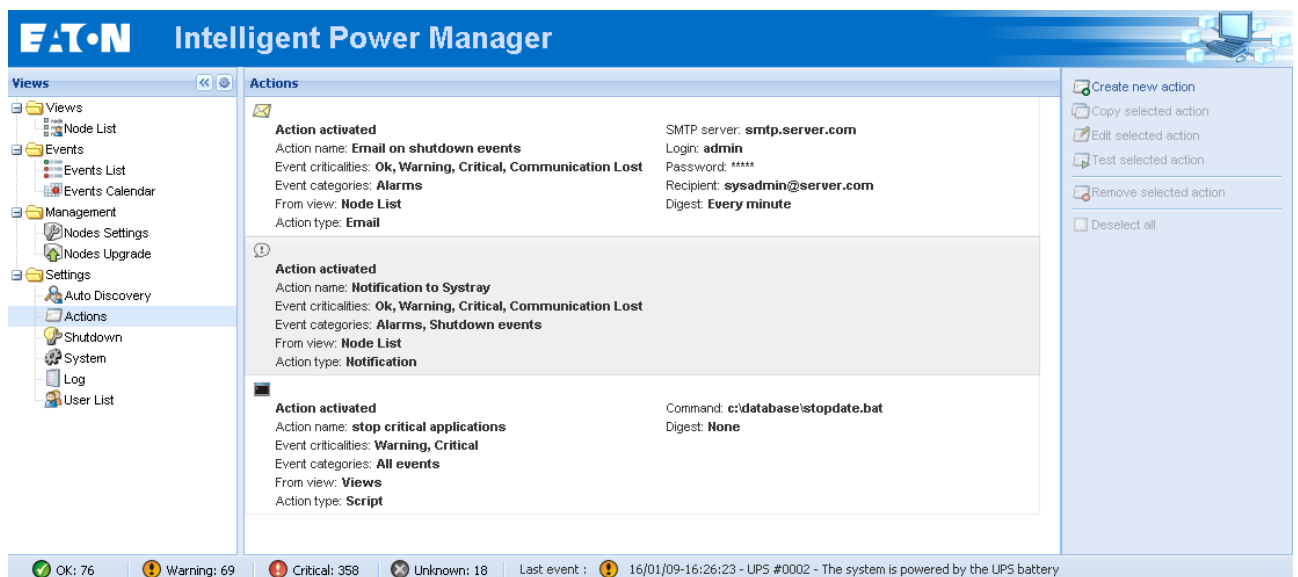 EATON Intelligent Power Manager
Views
Views
Node List
Events
Events List
Events Calendar
Management
Nodes Settings
Nodes Upgrade
Settings
Auto Discovery
Actions
Shutdown
System
Log
User List
Actions
Action activated
Action name: Email on shutdown events
Event criticalities: Ok, Warning, Critical, Communication Lost
Event categories: Alarms
From view: Node List
Action type: Email
SMTP server: smtp.server.com
Login: admin
Password: *****
Recipient: sysadmin@server.com
Digest: Every minute
Action activated
Action name: Notification to Systray
Event criticalities: Ok, Warning, Critical, Communication Lost
Event categories: Alarms, Shutdown events
From view: Node List
Action type: Notification
Action activated
Action name: stop critical applications
Event criticalities: Warning, Critical
Event categories: All events
From view: Views
Action type: Script
Command: c:\database\stopdate.bat
Digest: None
Create new action
Copy selected action
Edit selected action
Test selected action
Remove selected action
Deselect all
OK: 76 Warning: 69 Critical: 358 Unknown: 18 Last event : 16/01/09-16:26:23 - UPS #0002 - The system is powered by the UPS battery